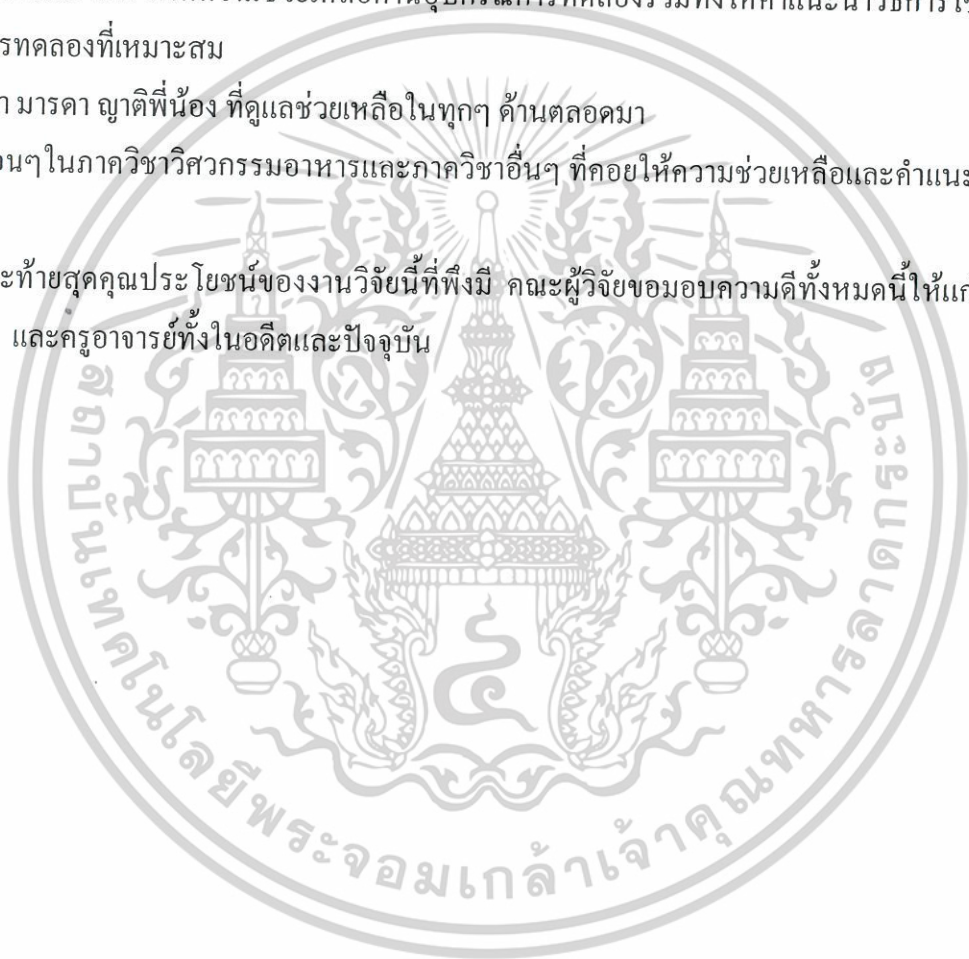 รทดลองที่เหมาะสม
า มารดา ญาติพี่น้อง ที่ดูแลช่วยเหลือในทุกๆ ด้านตลอดมา
อนๆในภาควิชาวิศวกรรมอาหารและภาควิชาอื่นๆ ที่คอยให้ความช่วยเหลือและคำแนะ
ะท้ายสุดคุณประโยชน์ของงานวิจัยนี้ที่พึงมี คณะผู้วิจัยขอมอบความดีทั้งหมดนี้ให้แก
และครูอาจารย์ทั้งในอดีตและปัจจุบัน
สถาบันเทคโนโลยีพระจอมเกล้าเจ้าคุณทหารลาดกระบัง